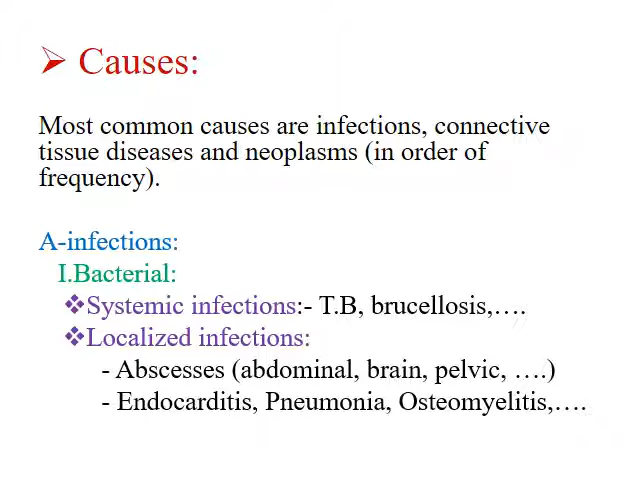 ➢ Causes:
Most common causes are infections, connective
tissue diseases and neoplasms (in order of
frequency).
A-infections:
I.Bacterial:
❖Systemic infections:- T.B, brucellosis,....
❖Localized infections:
- Abscesses (abdominal, brain, pelvic, ....)
- Endocarditis, Pneumonia, Osteomyelitis,....